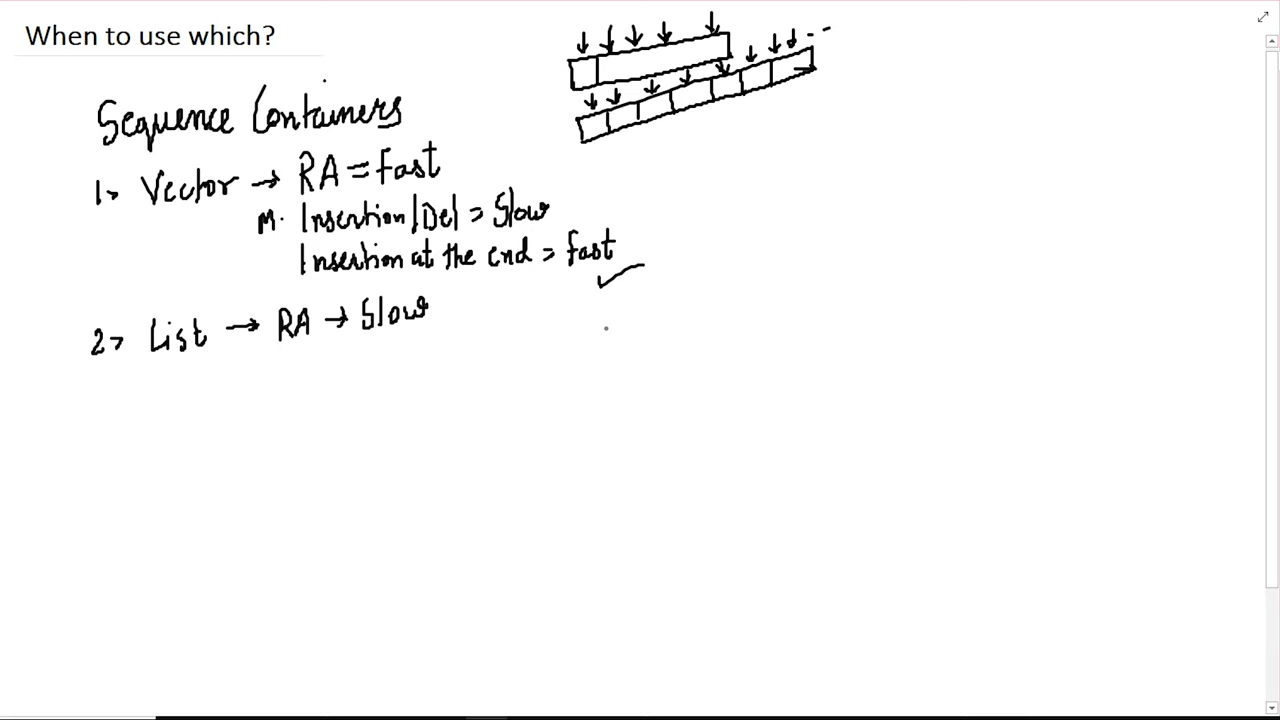 When to use which?
Sequence Containers
1> Vector → RA = Fast
M. Insertion/Del = Slow
Insertion at the end = fast
2> List → RA → Slow